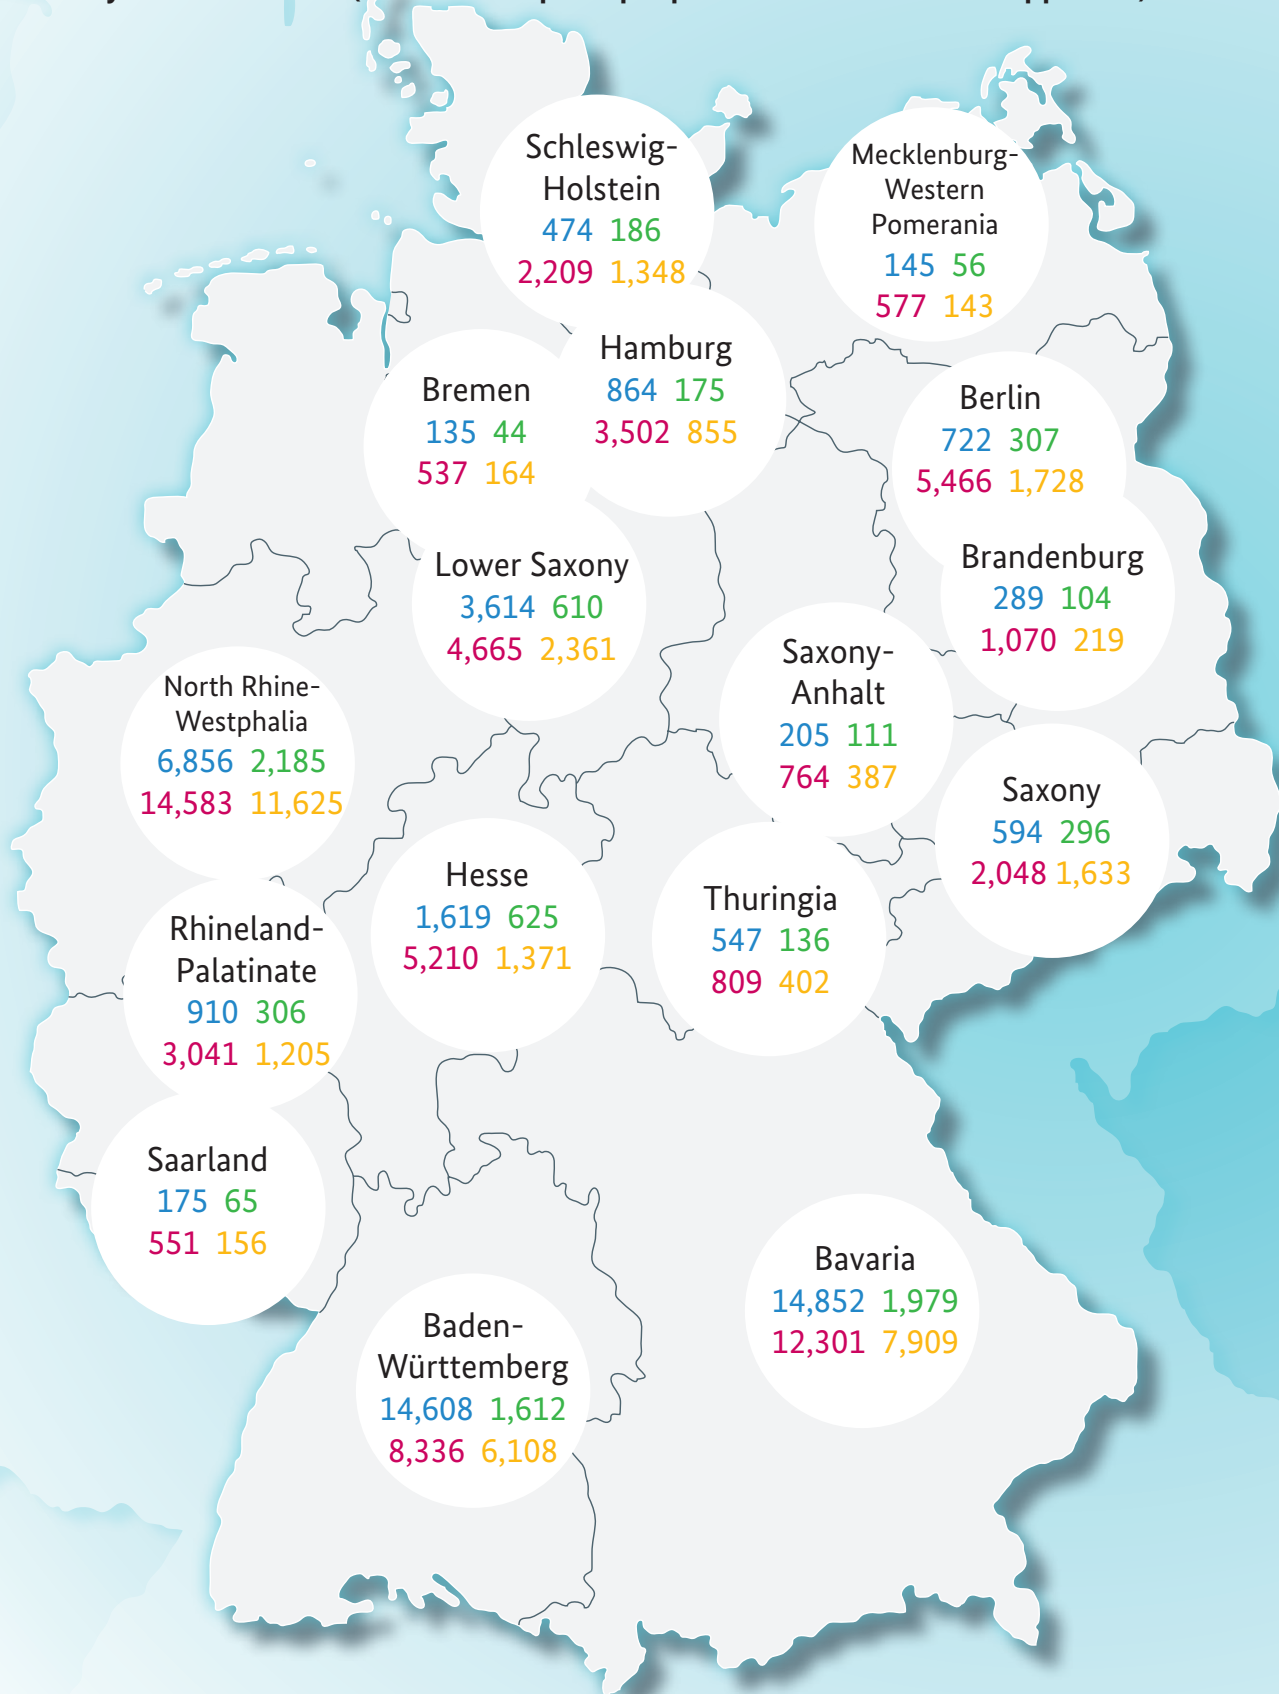 Schleswig-
Holstein
474 186
2,209 1,348
Mecklenburg-
Western
Pomerania
145 56
577 143
Hamburg
864 175
3,502 855
Bremen
135 44
537 164
Berlin
722 307
5,466 1,728
Lower Saxony
3,614 610
4,665 2,361
Brandenburg
289 104
1,070 219
Saxony-
Anhalt
205 111
764 387
North Rhine-
Westphalia
6,856 2,185
14,583 11,625
Saxony
594 296
2,048 1,633
Hesse
1,619 625
5,210 1,371
Thuringia
547 136
809 402
Rhineland-
Palatinate
910 306
3,041 1,205
Saarland
175 65
551 156
Bavaria
14,852 1,979
12,301 7,909
Baden-
Württemberg
14,608 1,612
8,336 6,108